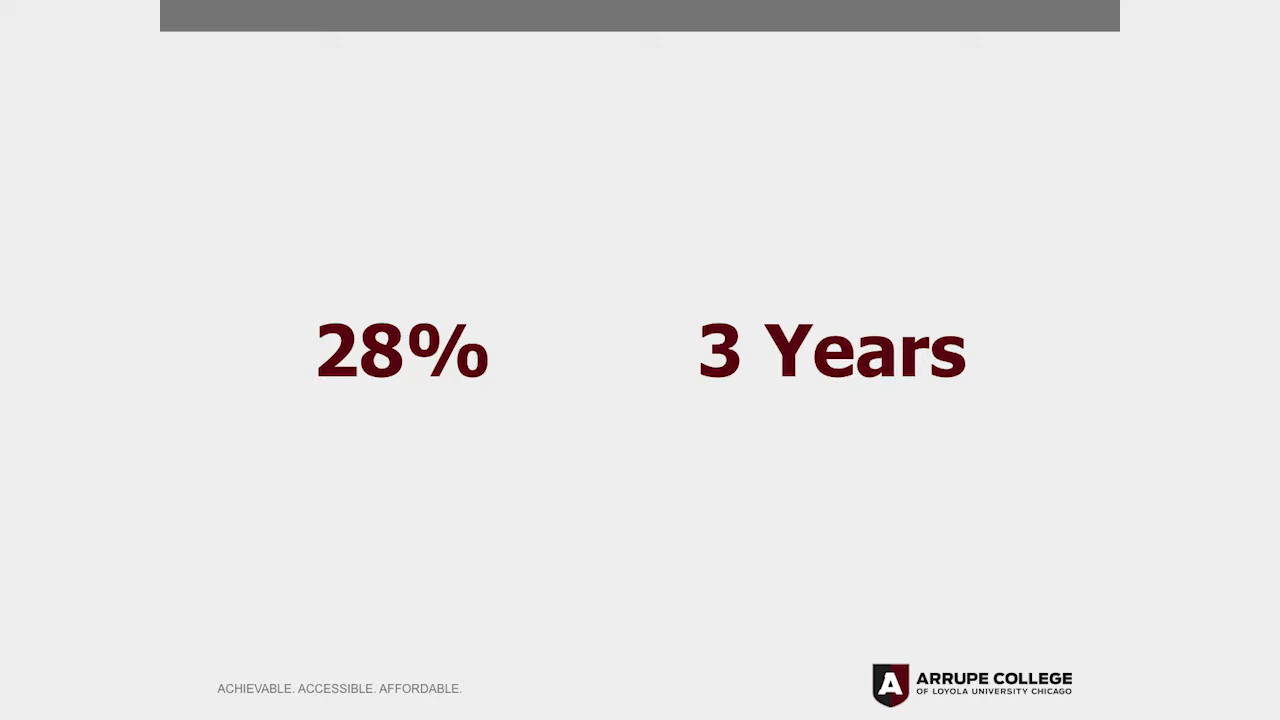 28% 3 Years
ACHIEVABLE. ACCESSIBLE. AFFORDABLE.
A
ARRUPE COLLEGE
OF LOYOLA UNIVERSITY CHICAGO